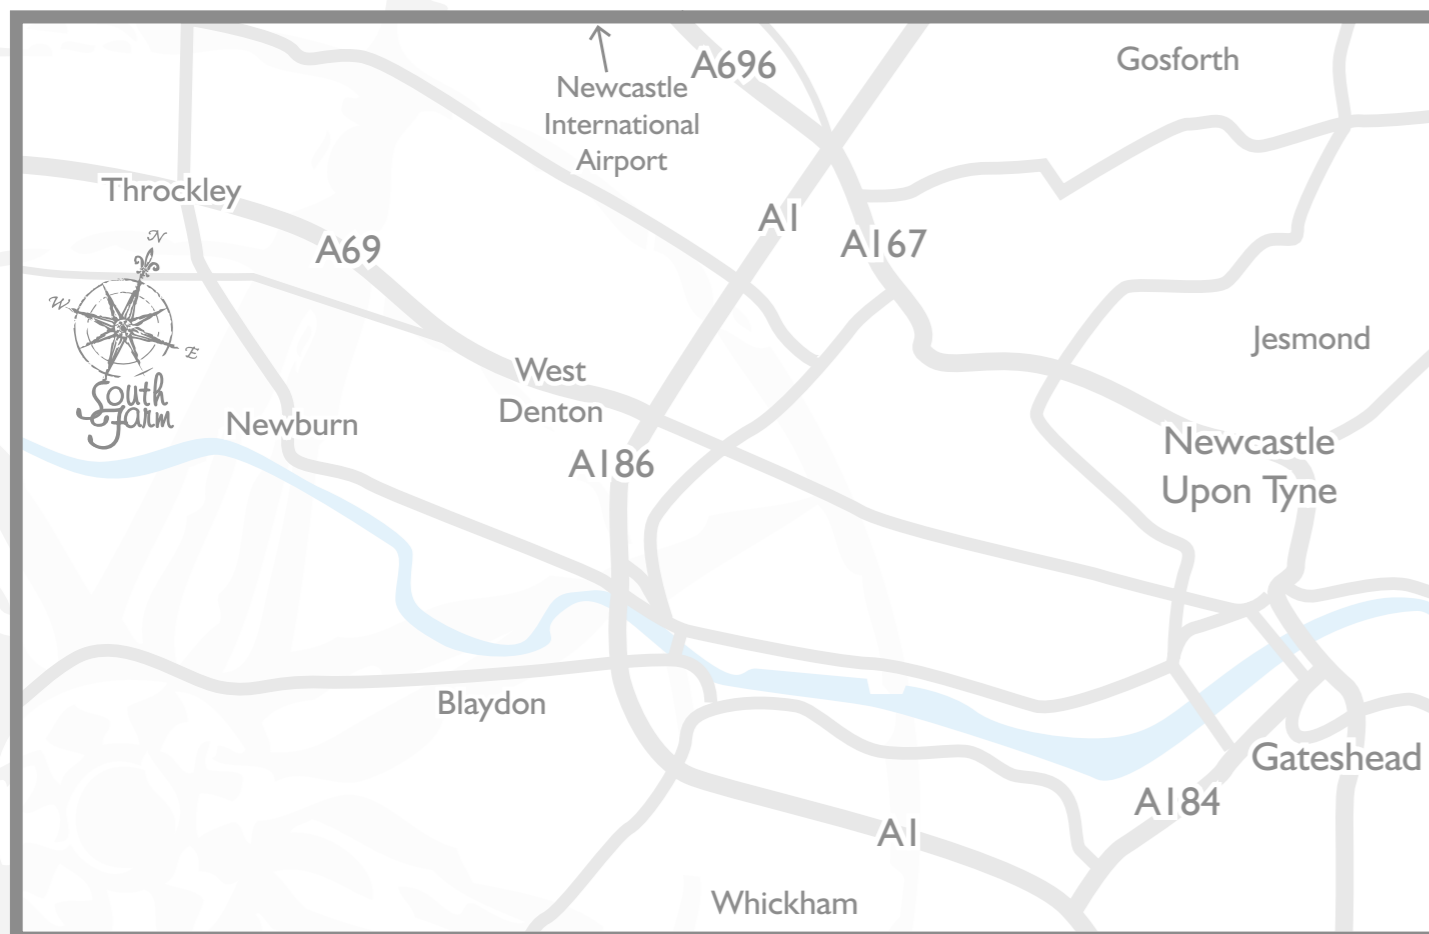 A696
Gosforth
Newcastle
International
Airport
Throckley
A1
A167
N
A69
W
E
South
Farm
West
Denton
Jesmond
Newburn
A186
Newcastle
Upon Tyne
Blaydon
Gateshead
A184
A1
Whickham